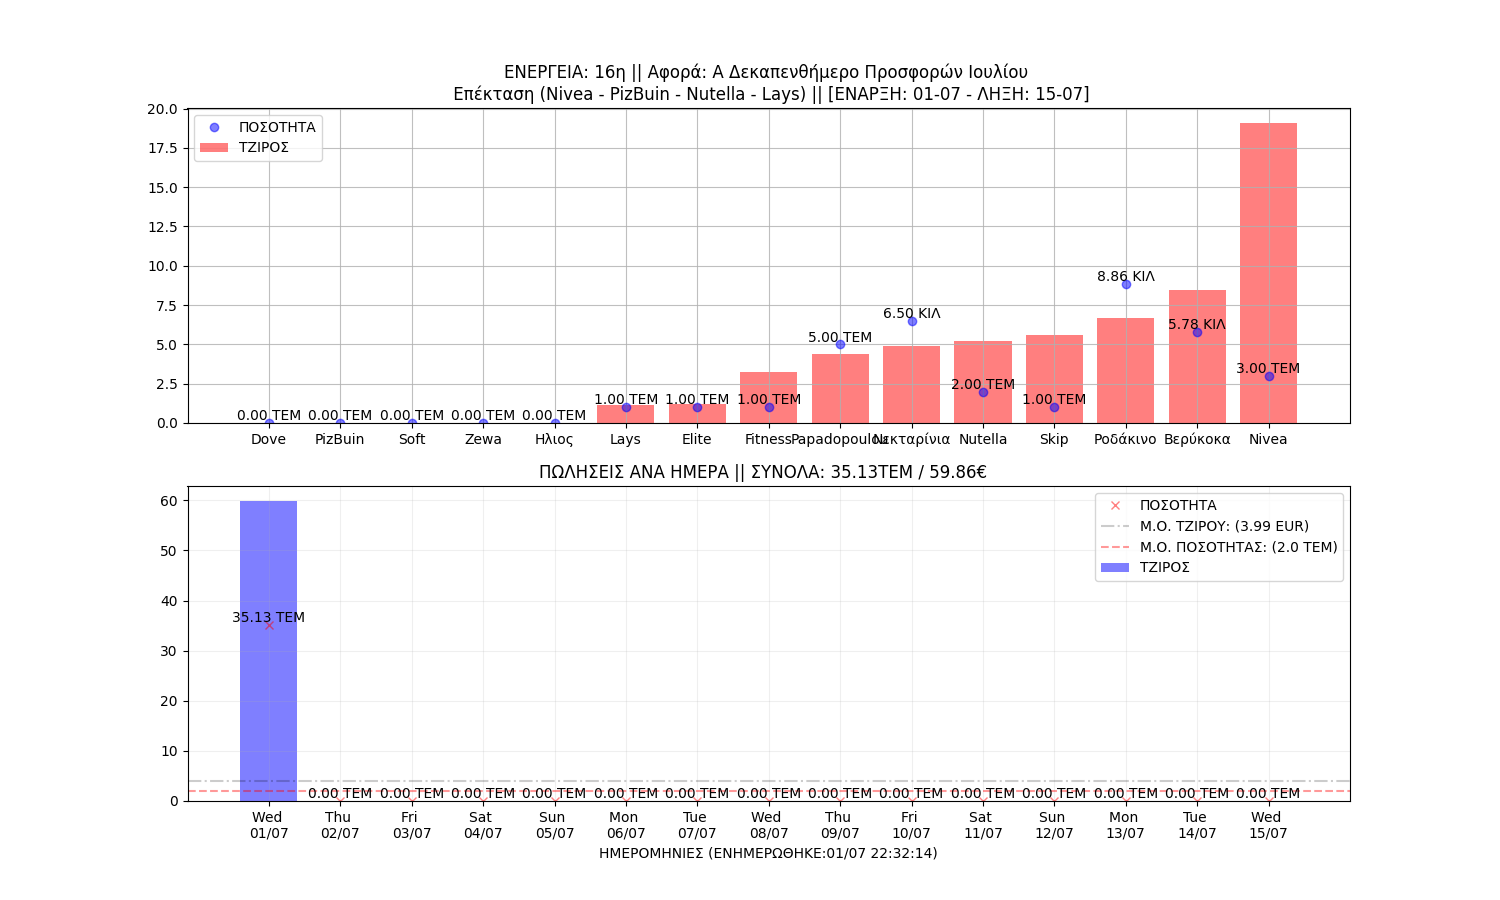 ΕΝΕΡΓΕΙΑ: 16η || Αφορά: Α Δεκαπενθήμερο Προσφορών Ιουλίου
Επέκταση (Nivea - PizBuin - Nutella - Lays) || [ΕΝΑΡΞΗ: 01-07 - ΛΗΞΗ: 15-07]
ΠΟΣΟΤΗΤΑ
ΤΖΙΡΟΣ
20.0
17.5
15.0
12.5
10.0
7.5
5.0
2.5
0.0
0.00 ΤΕΜ 0.00 ΤΕΜ 0.00 ΤΕΜ 0.00 ΤΕΜ 0.00 ΤΕΜ 1.00 ΤΕΜ 1.00 ΤΕΜ 1.00 ΤΕΜ 5.00 ΤΕΜ 6.50 ΚΙΛ 2.00 ΤΕΜ 1.00 ΤΕΜ 8.86 ΚΙΛ 5.78 ΚΙΛ 3.00 ΤΕΜ
Dove PizBuin Soft Zewa Ηλιος Lays Elite Fitness Papadopoulou Νεκταρίνια Nutella Skip Ροδάκινο Βερύκοκα Nivea
ΠΩΛΗΣΕΙΣ ΑΝΑ ΗΜΕΡΑ || ΣΥΝΟΛΑ: 35.13ΤΕΜ / 59.86€
ΠΟΣΟΤΗΤΑ
Μ.Ο. ΤΖΙΡΟΥ: (3.99 EUR)
Μ.Ο. ΠΟΣΟΤΗΤΑΣ: (2.0 ΤΕΜ)
ΤΖΙΡΟΣ
60
50
40
30
20
10
0
35.13 ΤΕΜ 0.00 ΤΕΜ 0.00 ΤΕΜ 0.00 ΤΕΜ 0.00 ΤΕΜ 0.00 ΤΕΜ 0.00 ΤΕΜ 0.00 ΤΕΜ 0.00 ΤΕΜ 0.00 ΤΕΜ 0.00 ΤΕΜ 0.00 ΤΕΜ 0.00 ΤΕΜ 0.00 ΤΕΜ 0.00 ΤΕΜ
Wed Thu Fri Sat Sun Mon Tue Wed Thu Fri Sat Sun Mon Tue Wed
01/07 02/07 03/07 04/07 05/07 06/07 07/07 08/07 09/07 10/07 11/07 12/07 13/07 14/07 15/07
ΗΜΕΡΟΜΗΝΙΕΣ (ΕΝΗΜΕΡΩΘΗΚΕ:01/07 22:32:14)